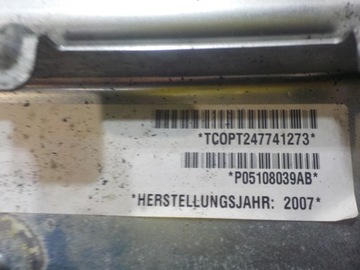 *TCOPT247741273*
*P05108039AB*
*HERSTELLUNGSJAHR: 2007*